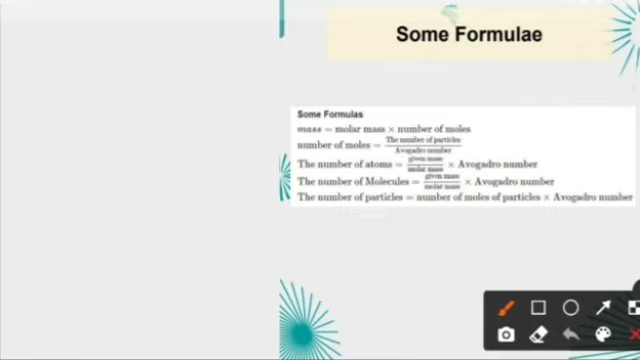 Some Formulae
Some Formulas
mass = molar mass × number of moles
number of moles = The number of particles / Avogadro number
The number of atoms = given mass / molar mass × Avogadro number
The number of Molecules = given mass / molar mass × Avogadro number
The number of particles = number of moles of particles × Avogadro number